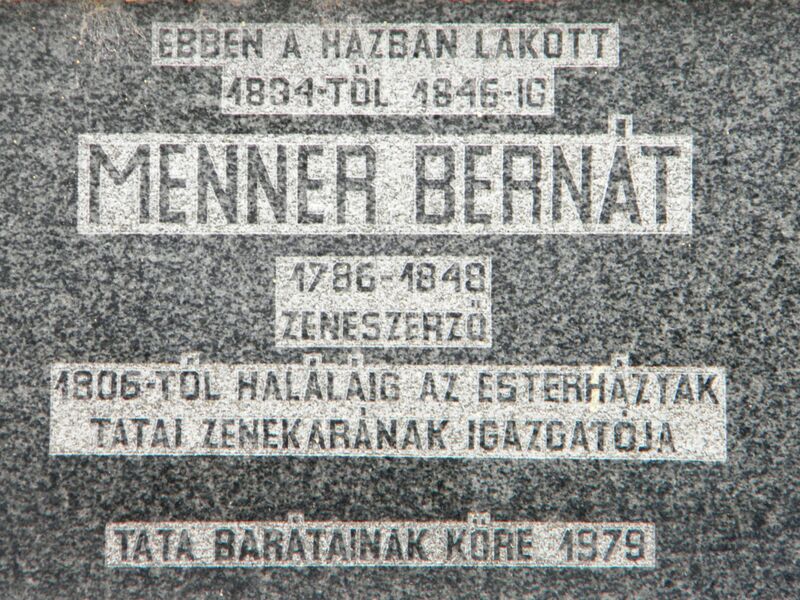 EBBEN A HÁZBAN LAKOTT
1834-TŐL 1846-IG
MENNER BERNÁT
1786-1848
ZENESZERZŐ
1806-TÓL HALÁLÁIG AZ ESTERHÁZYAK
TATAI ZENEKARÁNAK IGAZGATÓJA
TATA BARÁTAINAK KÖRE 1979